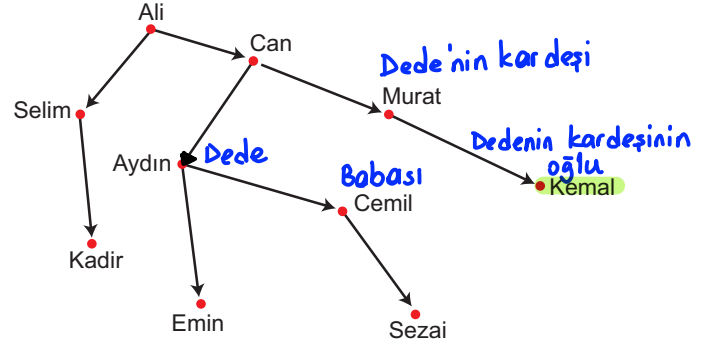 Ali
Can
Dede'nin kardeşi
Murat
Selim
Dedenin kardeşinin
oğlu
Aydın
Dede
Babası
Kemal
Cemil
Kadir
Emin
Sezai